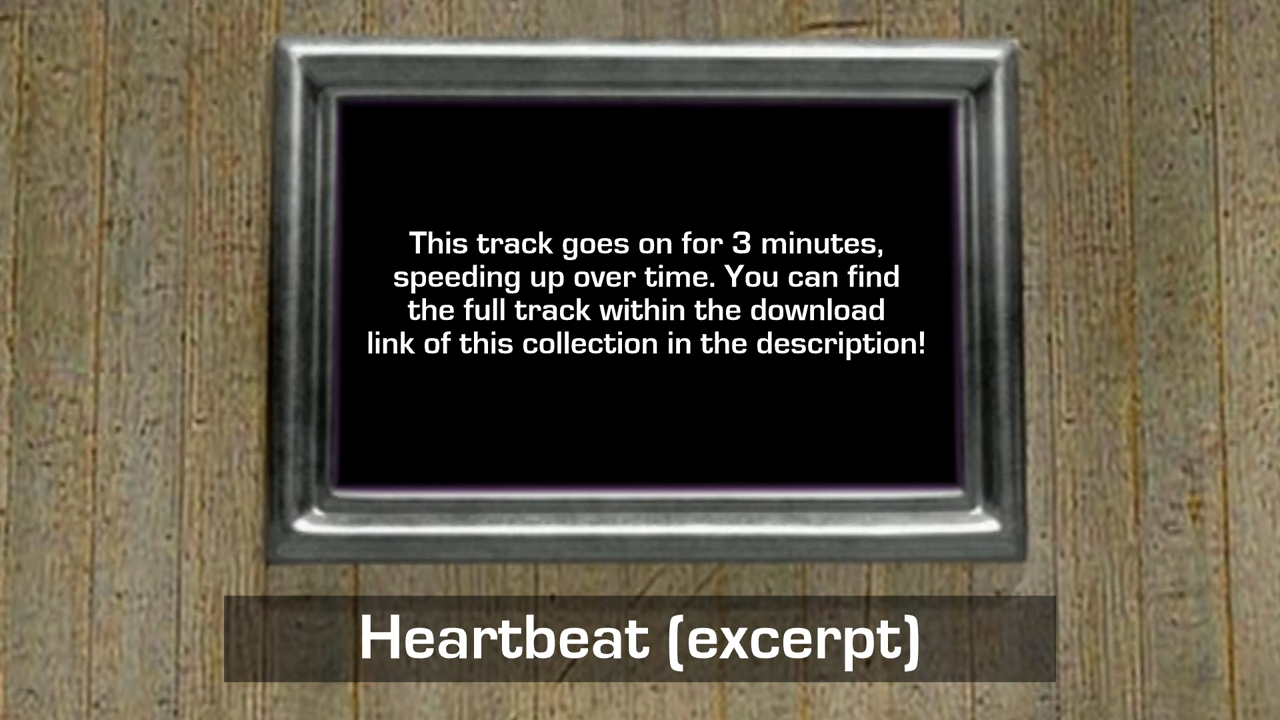 This track goes on for 3 minutes,
speeding up over time. You can find
the full track within the download
link of this collection in the description!
Heartbeat (excerpt)